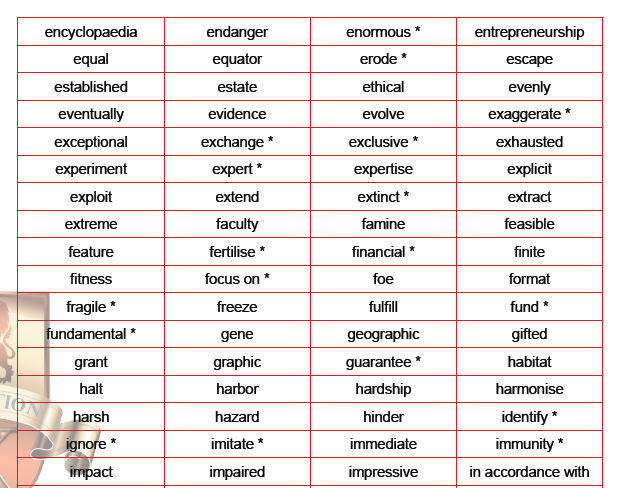 encyclopaedia endanger enormous * entrepreneurship
equal equator erode * escape
established estate ethical evenly
eventually evidence evolve exaggerate *
exceptional exchange * exclusive * exhausted
experiment expert * expertise explicit
exploit extend extinct * extract
extreme faculty famine feasible
feature fertilise * financial * finite
fitness focus on * foe format
fragile * freeze fulfill fund *
fundamental * gene geographic gifted
grant graphic guarantee * habitat
halt harbor hardship harmonise
harsh hazard hinder identify *
ignore * imitate * immediate immunity *
impact impaired impressive in accordance with
TION